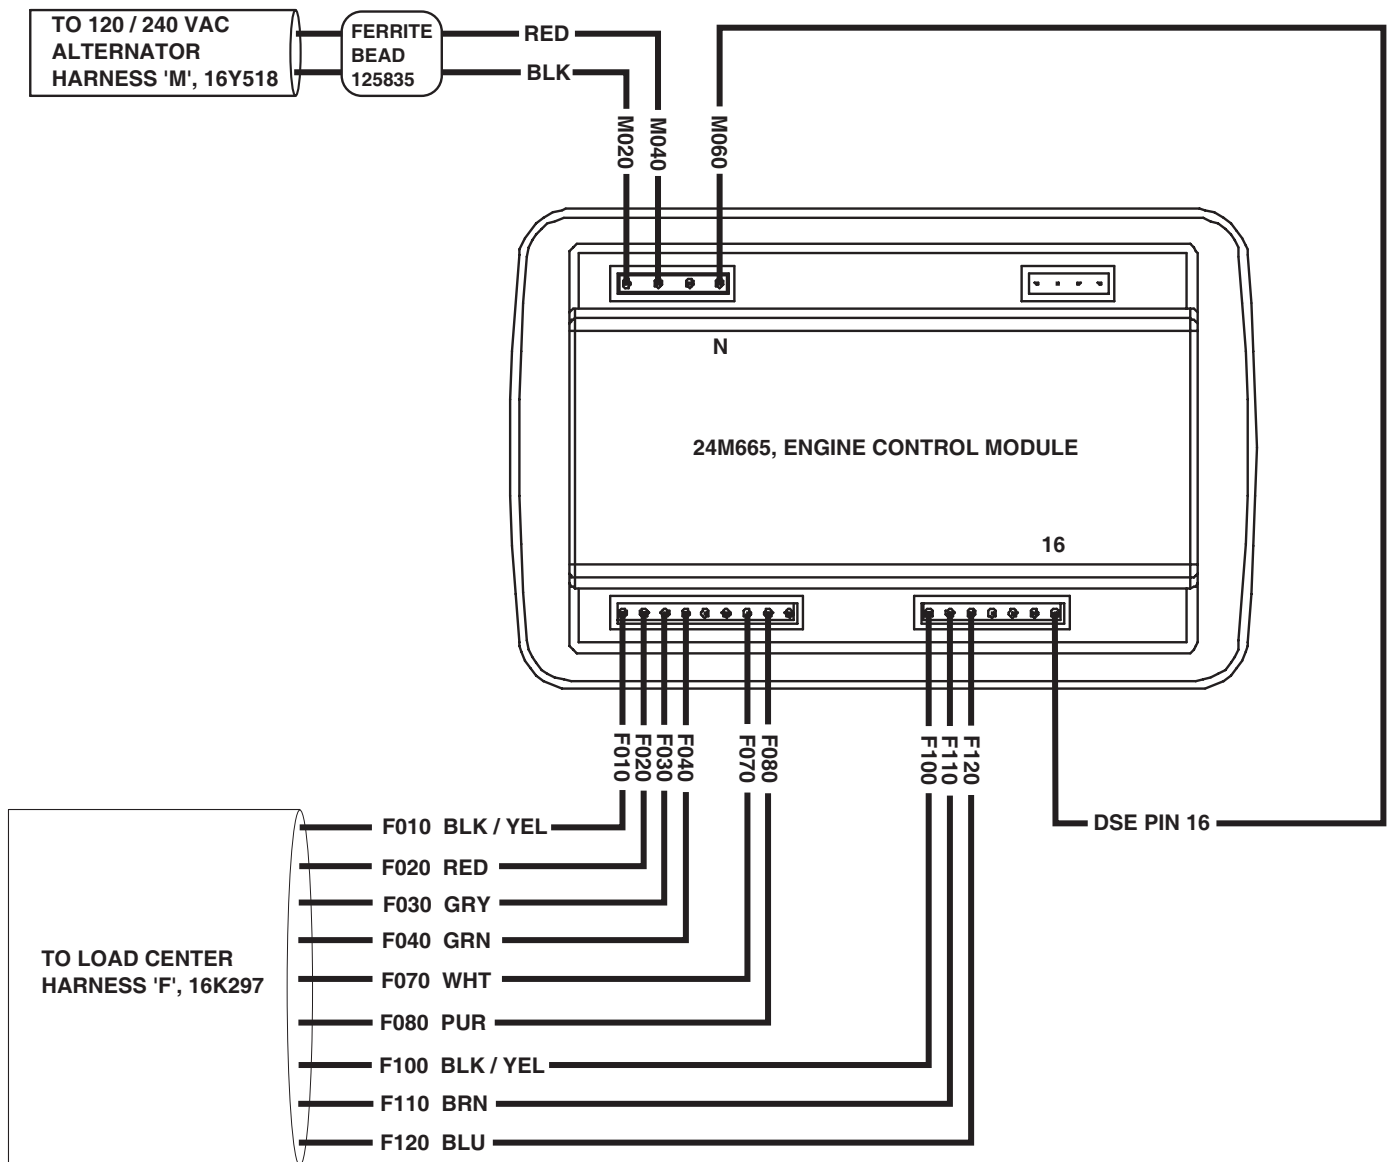 TO 120 / 240 VAC
ALTERNATOR
HARNESS 'M', 16Y518
FERRITE
BEAD
125835
RED
BLK
M020
M040
M060
N
24M665, ENGINE CONTROL MODULE
16
F010
F020
F030
F040
F070
F080
F100
F110
F120
DSE PIN 16
TO LOAD CENTER
HARNESS 'F', 16K297
F010 BLK / YEL
F020 RED
F030 GRY
F040 GRN
F070 WHT
F080 PUR
F100 BLK / YEL
F110 BRN
F120 BLU